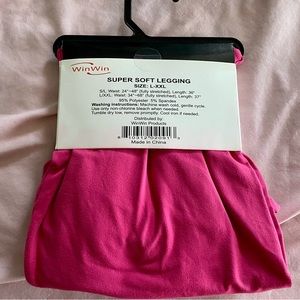 WinWin
SUPER SOFT LEGGING
SIZE: L-XXL
S/L, Waist: 24"~48" (fully stretched), Length: 36"
L/XXL: Waist: 34"~68" (fully stretched), Length: 37"
95% Polyester 5% Spandex
Washing Instructions: Machine wash cold, gentle cycle.
Use only non-chlorine bleach when needed.
Tumble dry low, remove promptly. Cool iron if needed.
Distributed by
WinWin Products
Made in China